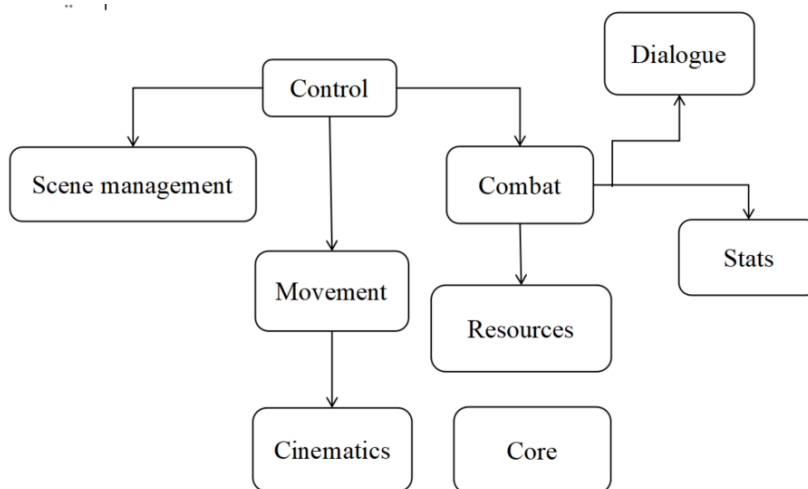 Dialogue
Control
Scene management
Combat
Stats
Movement
Resources
Cinematics
Core